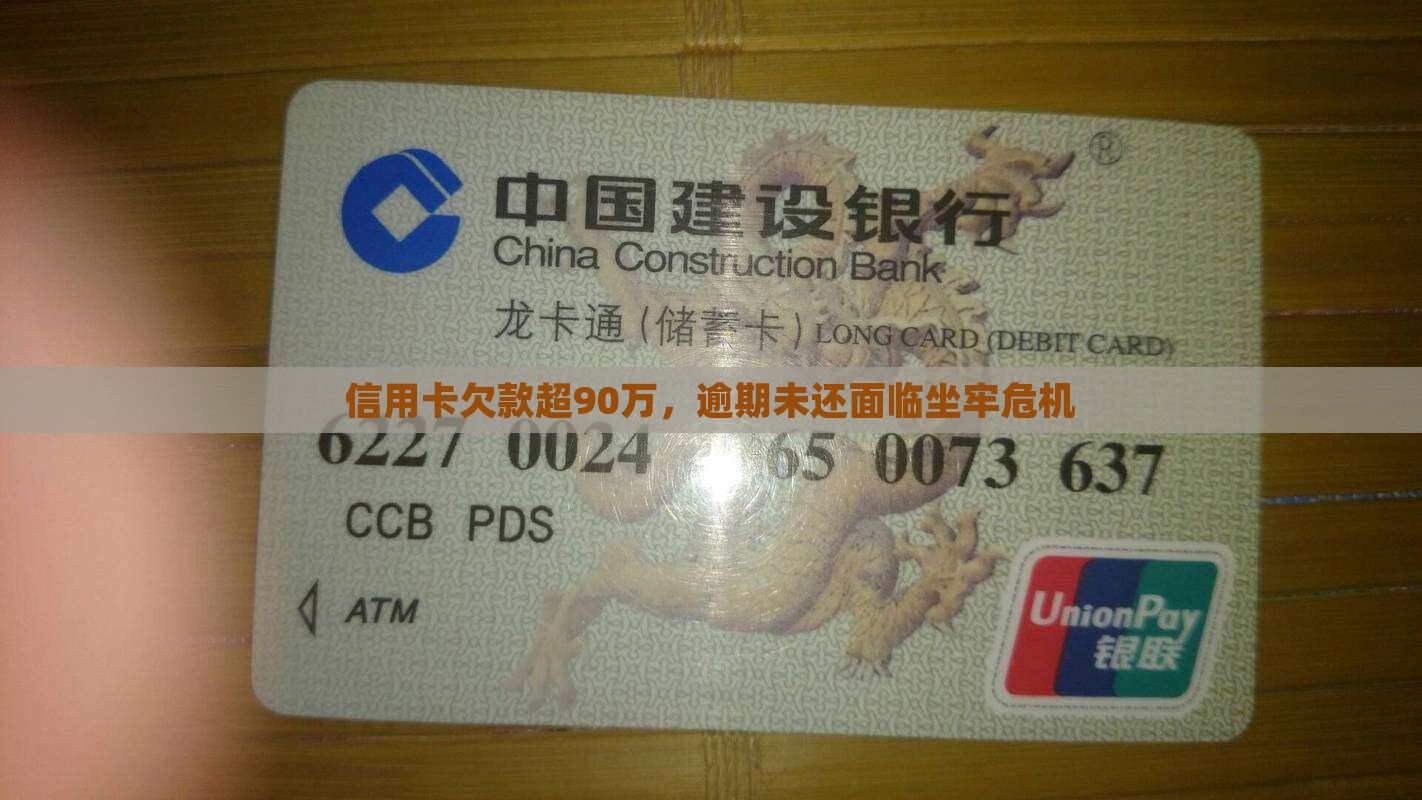 ®
中国建设银行
China Construction Bank
龙卡通(储蓄卡) LONG CARD (DEBIT CARD)
信用卡欠款超90万，逾期未还面临坐牢危机
6227 0024 65 0073 637
CCB PDS
ATM
UnionPay
银联